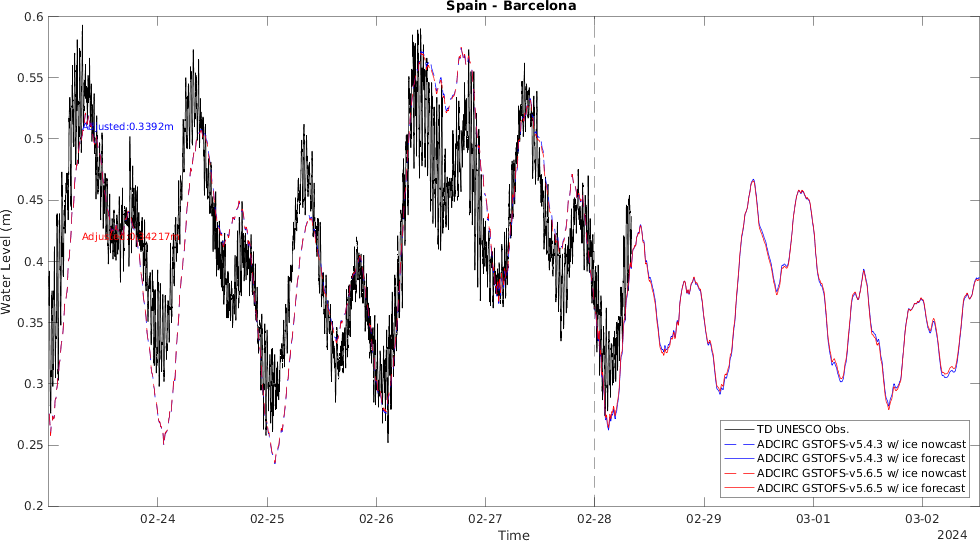 Spain - Barcelona
0.6
0.55
0.5
0.45
0.4
0.35
0.3
0.25
0.2
Water Level (m)
Adjusted:0.3392m
02-24
02-25
02-26
02-27
02-28
02-29
03-01
03-02
Time
2024
TD UNESCO Obs.
ADCIRC GSTOFS-v5.4.3 w/ ice nowcast
ADCIRC GSTOFS-v5.4.3 w/ ice forecast
ADCIRC GSTOFS-v5.6.5 w/ ice nowcast
ADCIRC GSTOFS-v5.6.5 w/ ice forecast